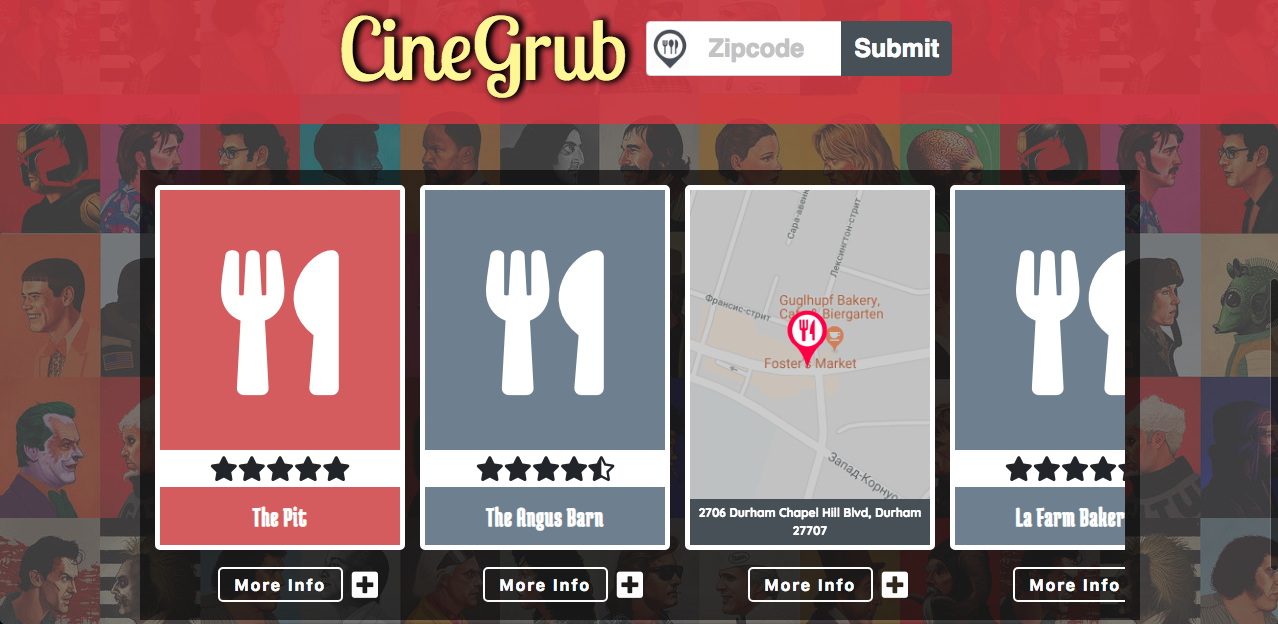 CineGrub
Zipcode
Submit
Сара-авеню
Лексингтон-стрит
Франсис-стрит
Guglhupf Bakery,
Cafe & Biergarten
Foster's Market
Запад-Корнуо
The Pit
The Angus Barn
2706 Durham Chapel Hill Blvd, Durham
27707
La Farm Baker
More Info
More Info
More Info
More Info